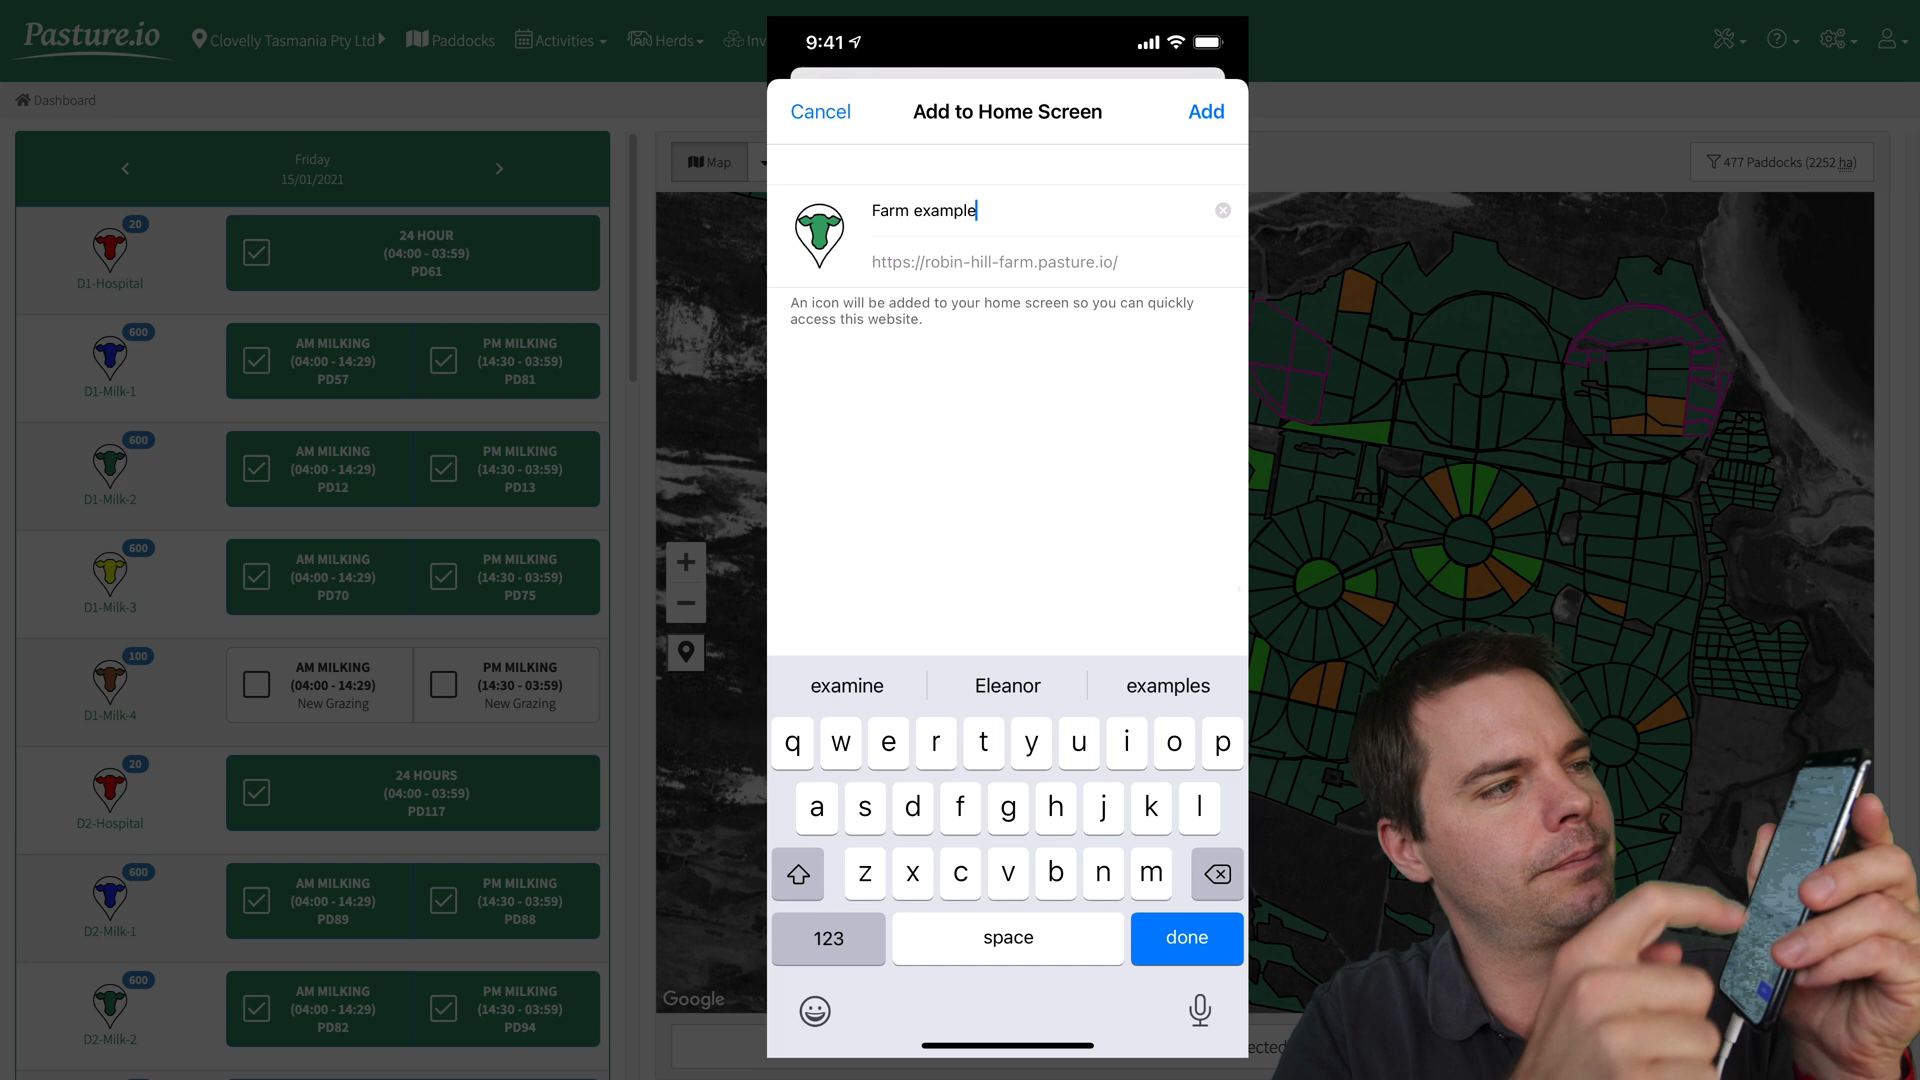 Pasture.io
Clovelly Tasmania Pty Ltd
Paddocks
Activities
Herds
Inv
Dashboard
Friday
15/01/2021
20
D1-Hospital
24 HOUR
(04:00 - 03:59)
PD61
600
D1-Milk-1
AM MILKING
(04:00 - 14:29)
PD57
PM MILKING
(14:30 - 03:59)
PD81
600
D1-Milk-2
AM MILKING
(04:00 - 14:29)
PD12
PM MILKING
(14:30 - 03:59)
PD13
600
D1-Milk-3
AM MILKING
(04:00 - 14:29)
PD70
PM MILKING
(14:30 - 03:59)
PD75
100
D1-Milk-4
AM MILKING
(04:00 - 14:29)
New Grazing
PM MILKING
(14:30 - 03:59)
New Grazing
20
D2-Hospital
24 HOURS
(04:00 - 03:59)
PD117
600
D2-Milk-1
AM MILKING
(04:00 - 14:29)
PD89
PM MILKING
(14:30 - 03:59)
PD88
600
D2-Milk-2
AM MILKING
(04:00 - 14:29)
PD82
PM MILKING
(14:30 - 03:59)
PD94
Map
477 Paddocks (2252 ha)
Google
ected
9:41
Cancel
Add to Home Screen
Add
Farm example
https://robin-hill-farm.pasture.io/
An icon will be added to your home screen so you can quickly
access this website.
examine Eleanor examples
q w e r t y u i o p
a s d f g h j k l
z x c v b n m
123 space done